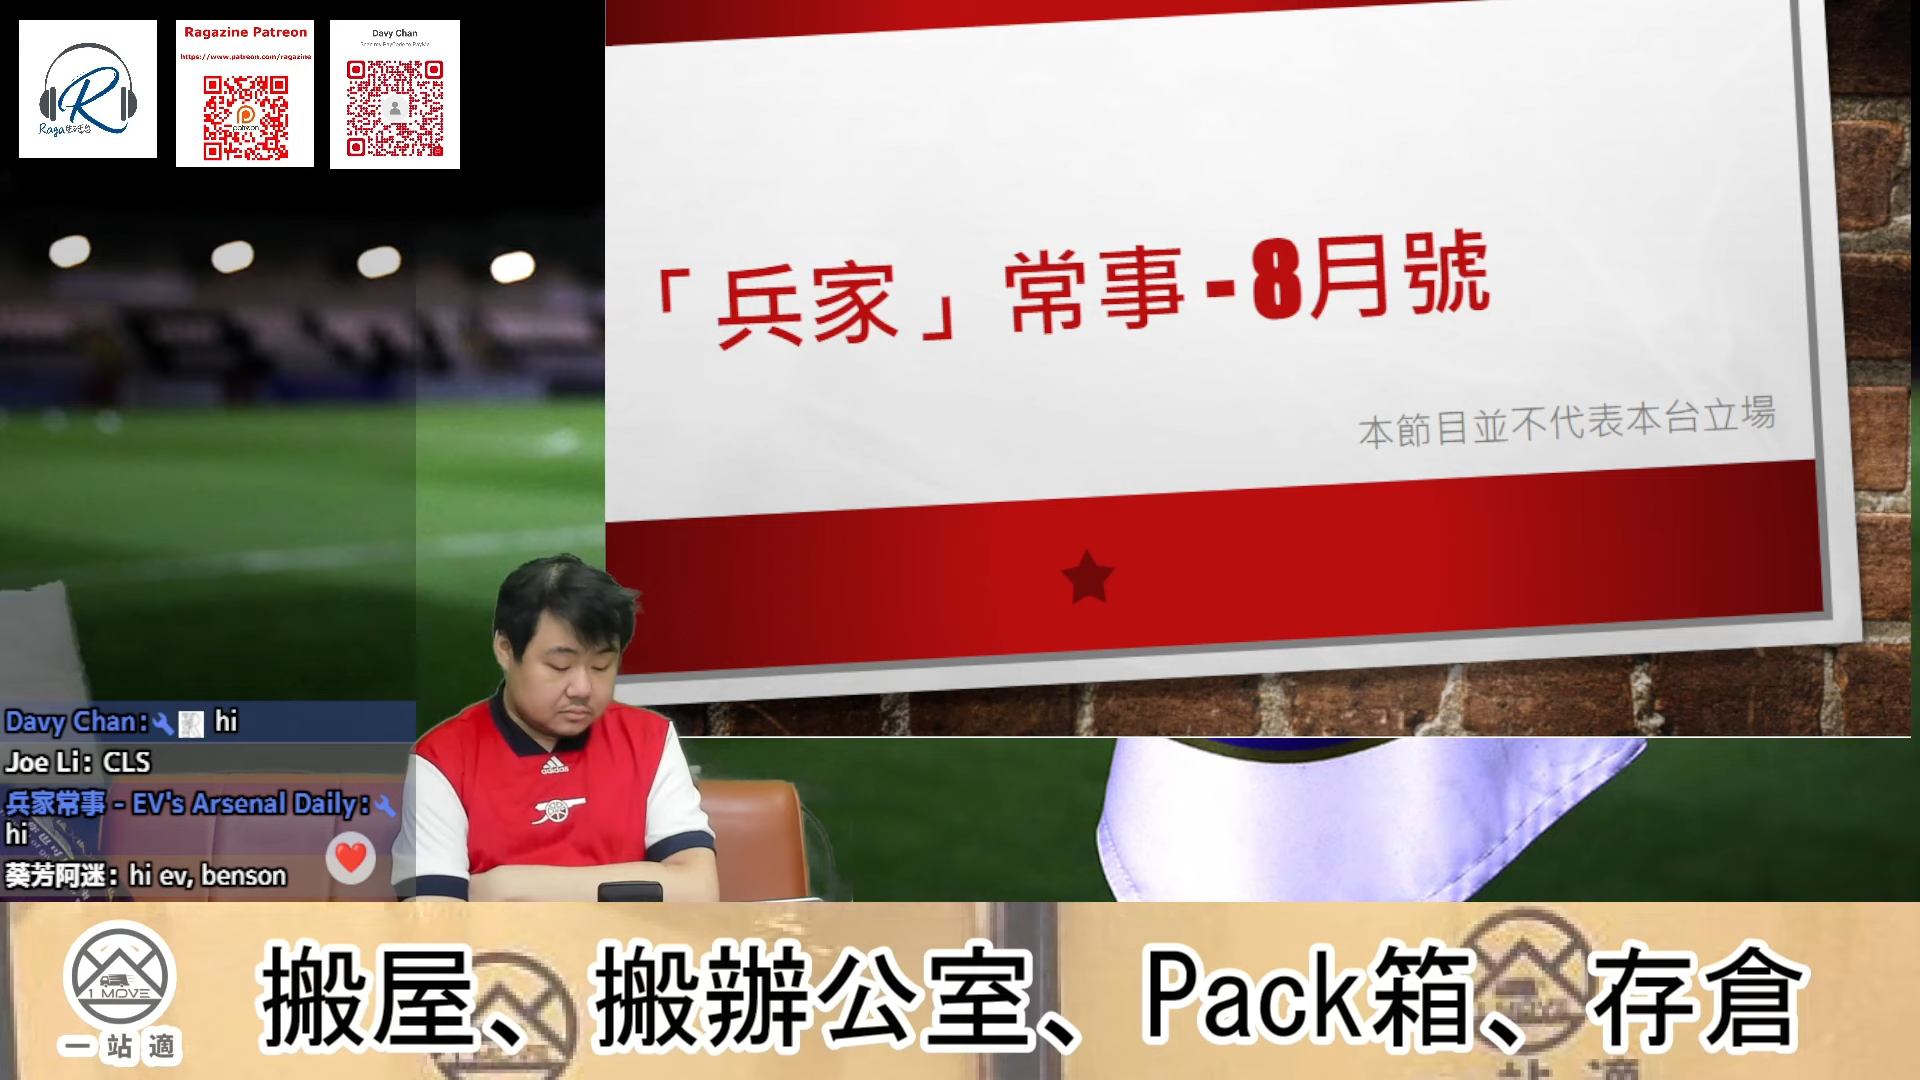 Ragazine Patreon
https://www.patreon.com/ragazine
patreon
Davy Chan
R
「兵家」常事 - 8月號
本節目並不代表本台立場
Davy Chan: hi
Joe Li: CLS
兵家常事 - EV's Arsenal Daily:
hi
葵芳阿迷: hi ev, benson
adidas
1 MOVE
一站適
搬屋、搬辦公室、Pack箱、存倉